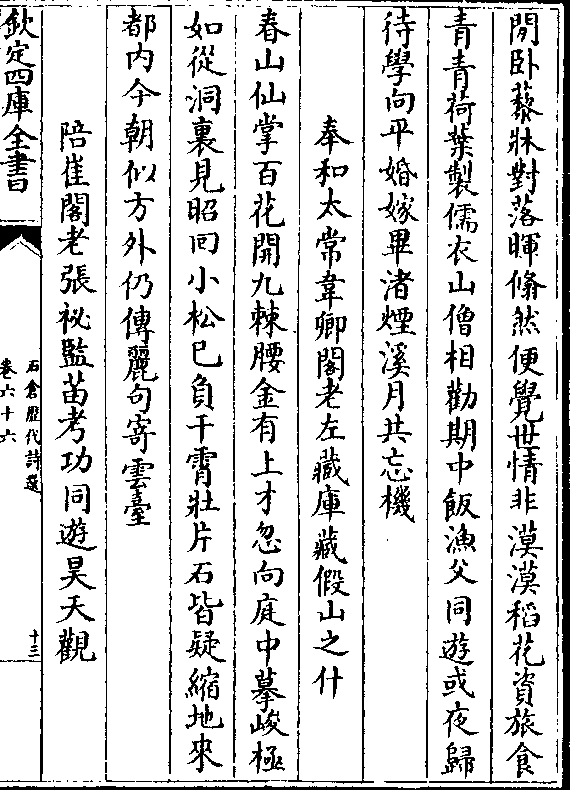 閒卧藜牀對落暉翛然便覺世情非漠漠稻花資旅食
青青荷葉製儒衣山僧相勸期中飯漁父同遊或夜歸
待學向平婚嫁畢渚煙溪月共忘機
奉和太常韋卿閣老左藏庫藏假山之什
春山仙掌百花開九棘腰金有上才忽向庭中摹峻極
如從洞裏見昭回小松已負干霄壯片石皆疑縮地來
都内今朝似方外仍傳麗句寄雲臺
陪崔閣老張祕監苗考功同遊昊天觀
欽定四庫全書
石倉歷代詩選
卷六十六
十三